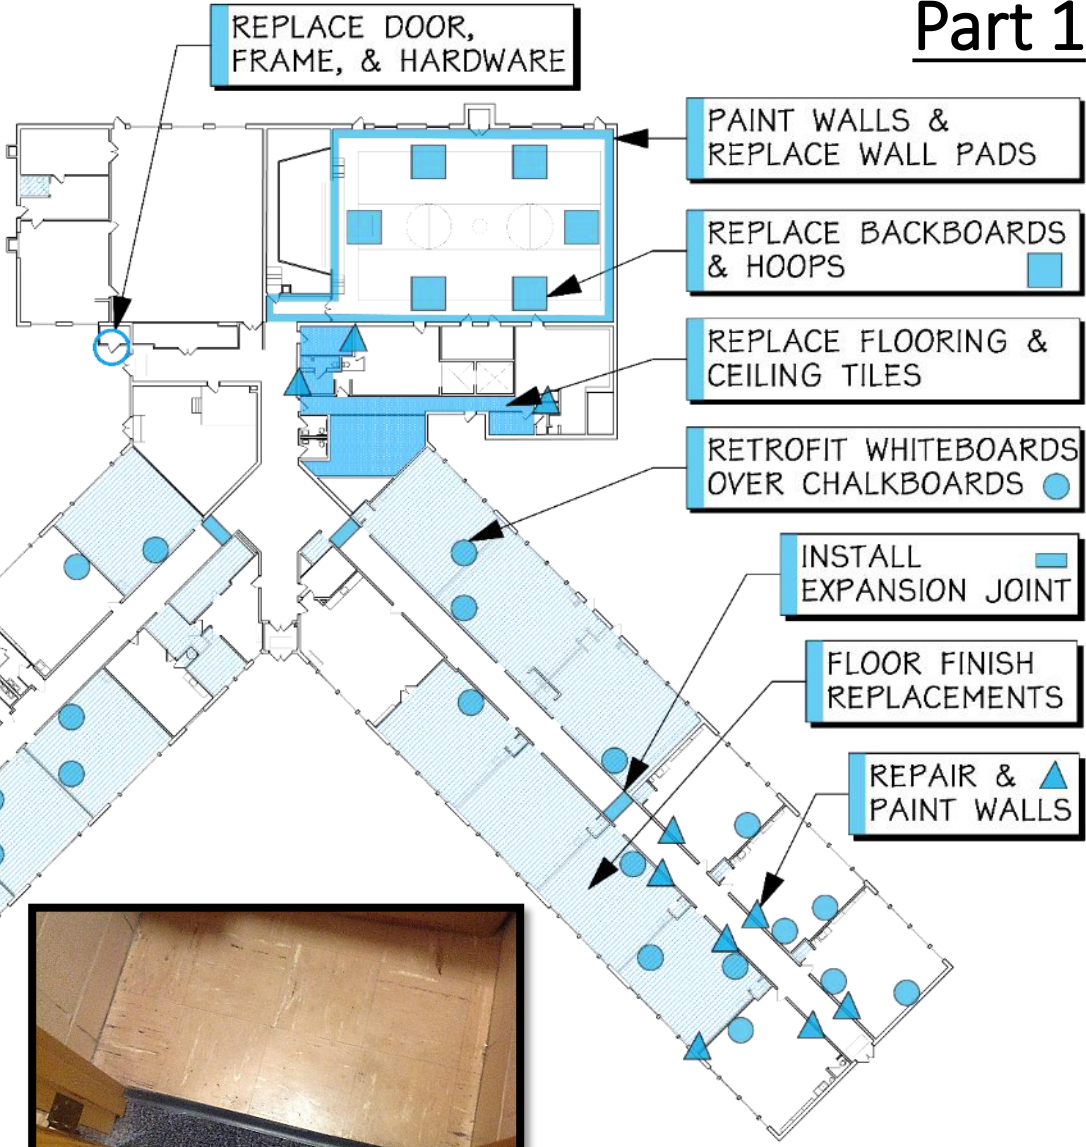 Part 1
REPLACE DOOR,
FRAME, & HARDWARE
PAINT WALLS &
REPLACE WALL PADS
REPLACE BACKBOARDS
& HOOPS
REPLACE FLOORING &
CEILING TILES
RETROFIT WHITEBOARDS
OVER CHALKBOARDS
INSTALL
EXPANSION JOINT
FLOOR FINISH
REPLACEMENTS
REPAIR &
PAINT WALLS